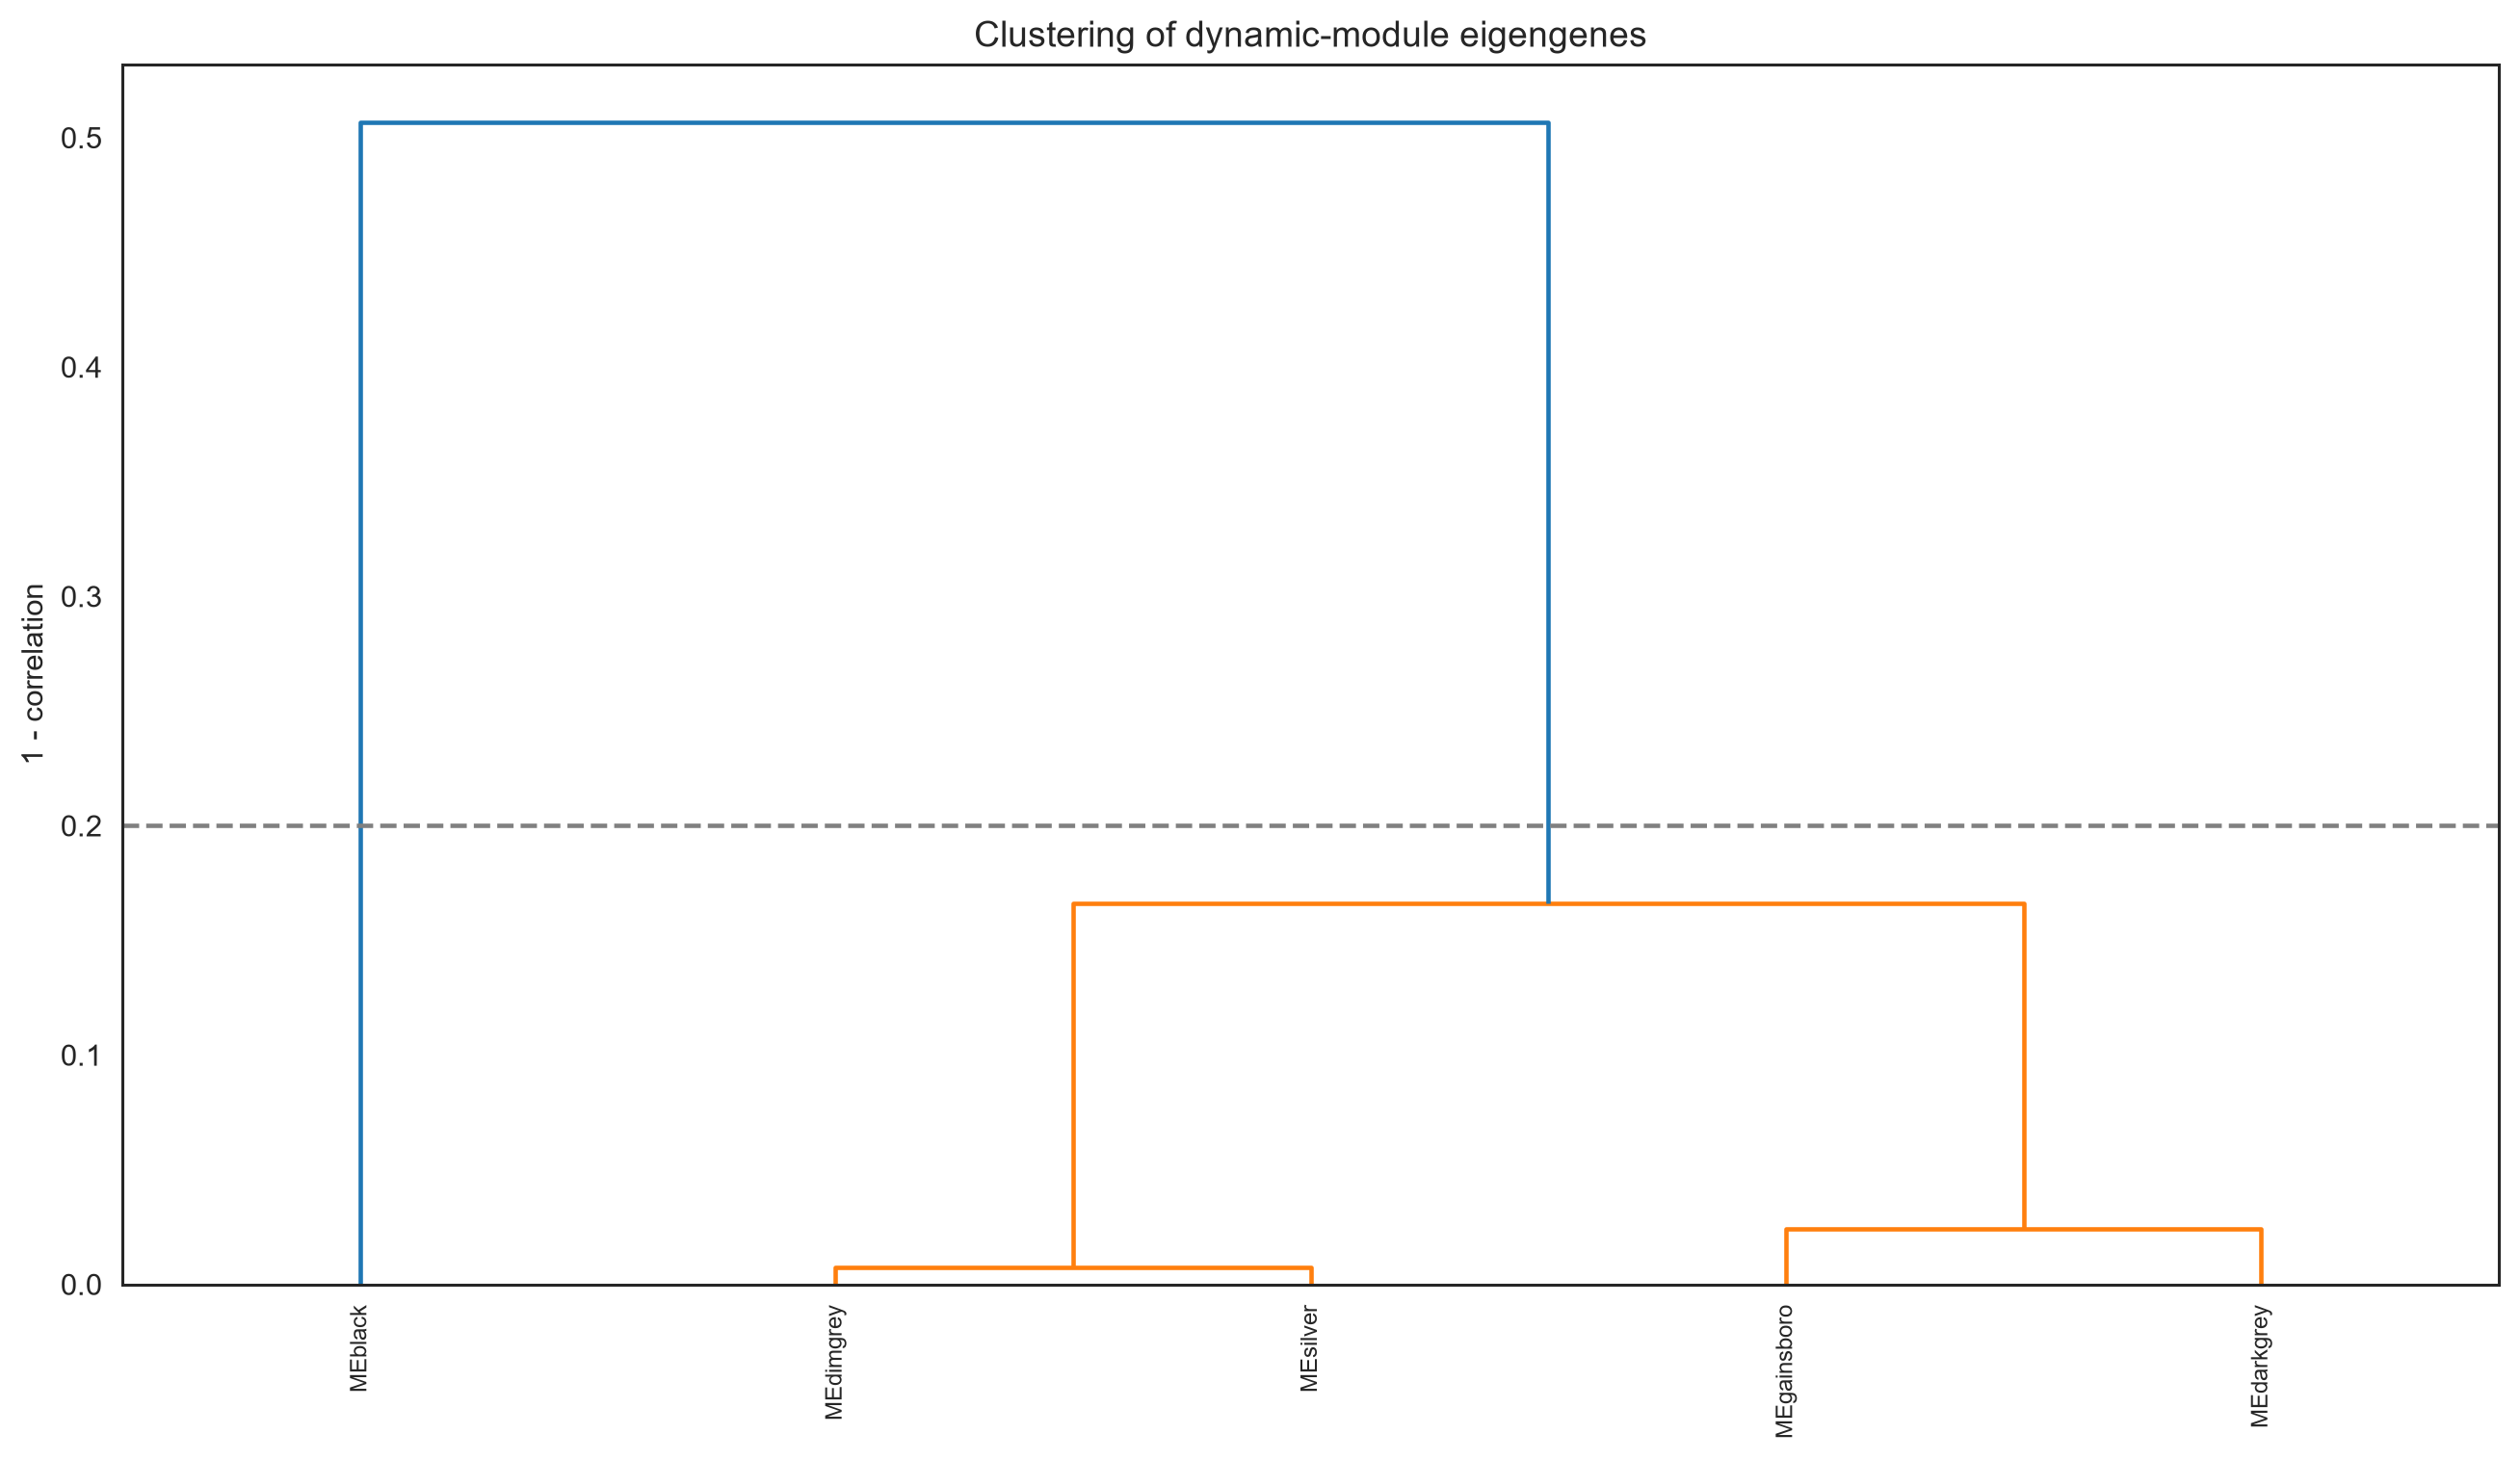 Clustering of dynamic-module eigengenes
1 - correlation
0.5
0.4
0.3
0.2
0.1
0.0
MEblack
MEdimgrey
MEsilver
MEgainsboro
MEdarkgrey